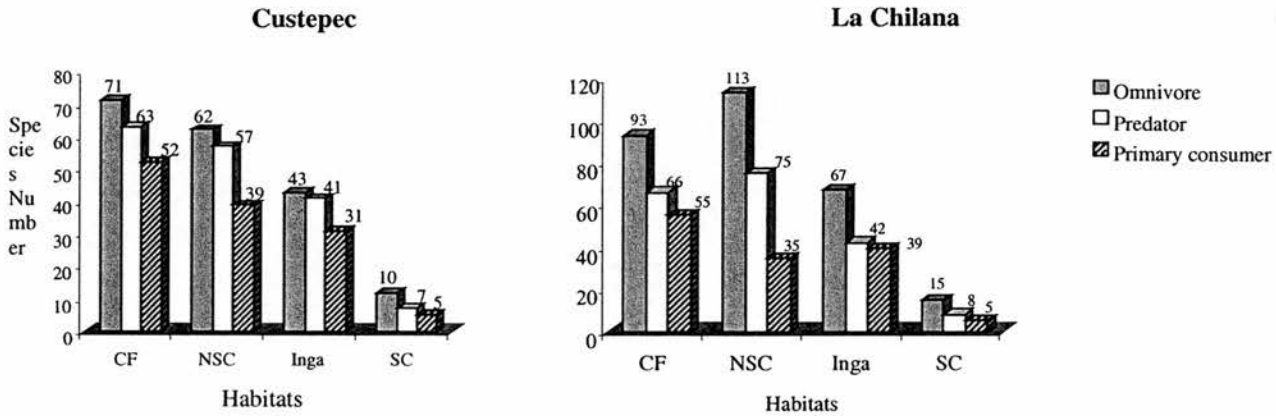 Custepec
La Chilana
80
70
60
50
40
30
20
10
0
Spe
cie
s
Nu
mb
er
71
63
52
62
57
39
43
41
31
10
7
5
CF
NSC
Inga
SC
Habitats
120
100
80
60
40
20
0
93
66
55
113
75
35
67
42
39
15
8
5
CF
NSC
Inga
SC
Habitats
Omnivore
Predator
Primary consumer